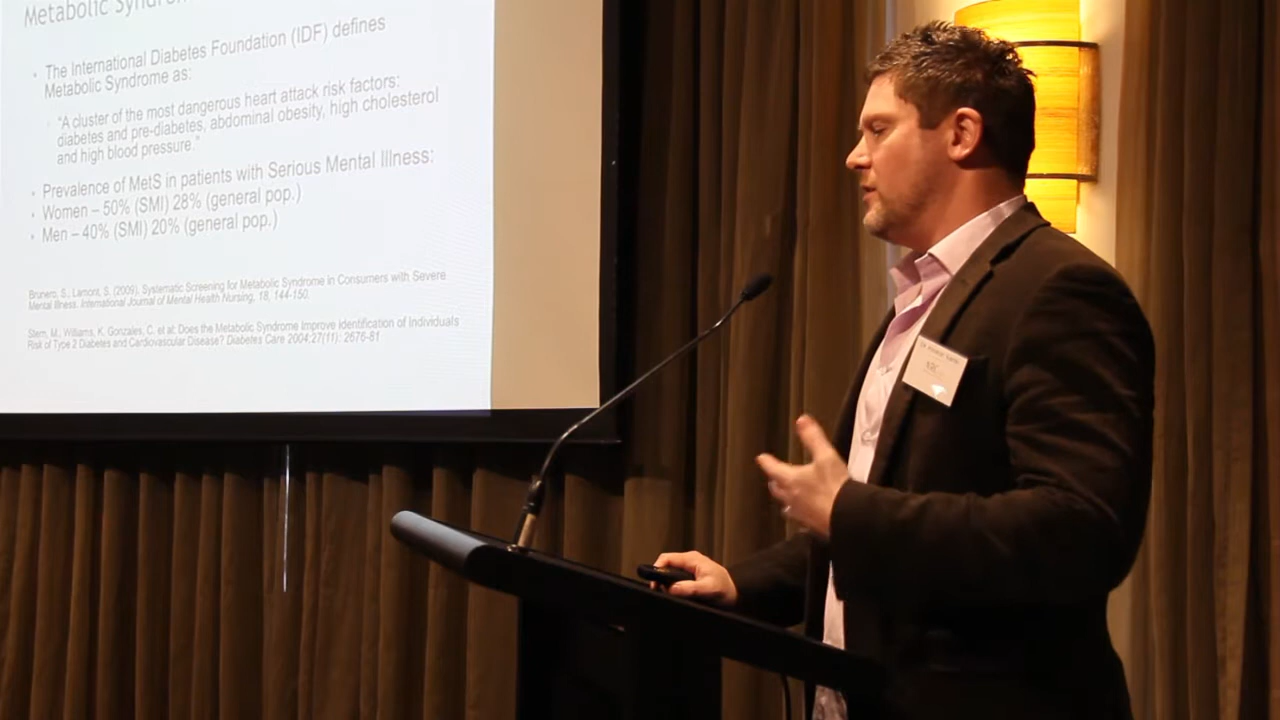 Metabolic Syndrom
• The International Diabetes Foundation (IDF) defines
Metabolic Syndrome as:
◦ "A cluster of the most dangerous heart attack risk factors:
diabetes and pre-diabetes, abdominal obesity, high cholesterol
and high blood pressure."
• Prevalence of MetS in patients with Serious Mental Illness:
• Women – 50% (SMI) 28% (general pop.)
• Men – 40% (SMI) 20% (general pop.)
Brunero, S., Lamont, S. (2009), Systematic Screening for Metabolic Syndrome in Consumers with Severe
Mental Illness. International Journal of Mental Health Nursing, 18, 144-150.
Stern, M., Williams, K. Gonzales, C. et al: Does the Metabolic Syndrome Improve Identification of Individuals
Risk of Type 2 Diabetes and Cardiovascular Disease? Diabetes Care 2004;27(11): 2676-81